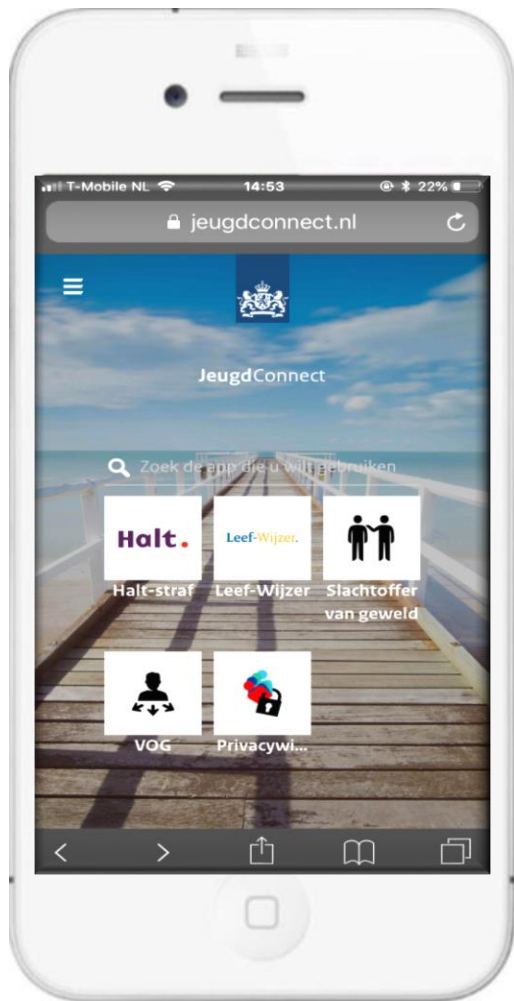 T-Mobile NL 14:53 22%
jeugdconnect.nl
JeugdConnect
Zoek de app die u wilt gebruiken
Halt. Leef-Wijzer.
Halt-straf Leef-Wijzer Slachtoffer
van geweld
VOG Privacywi...